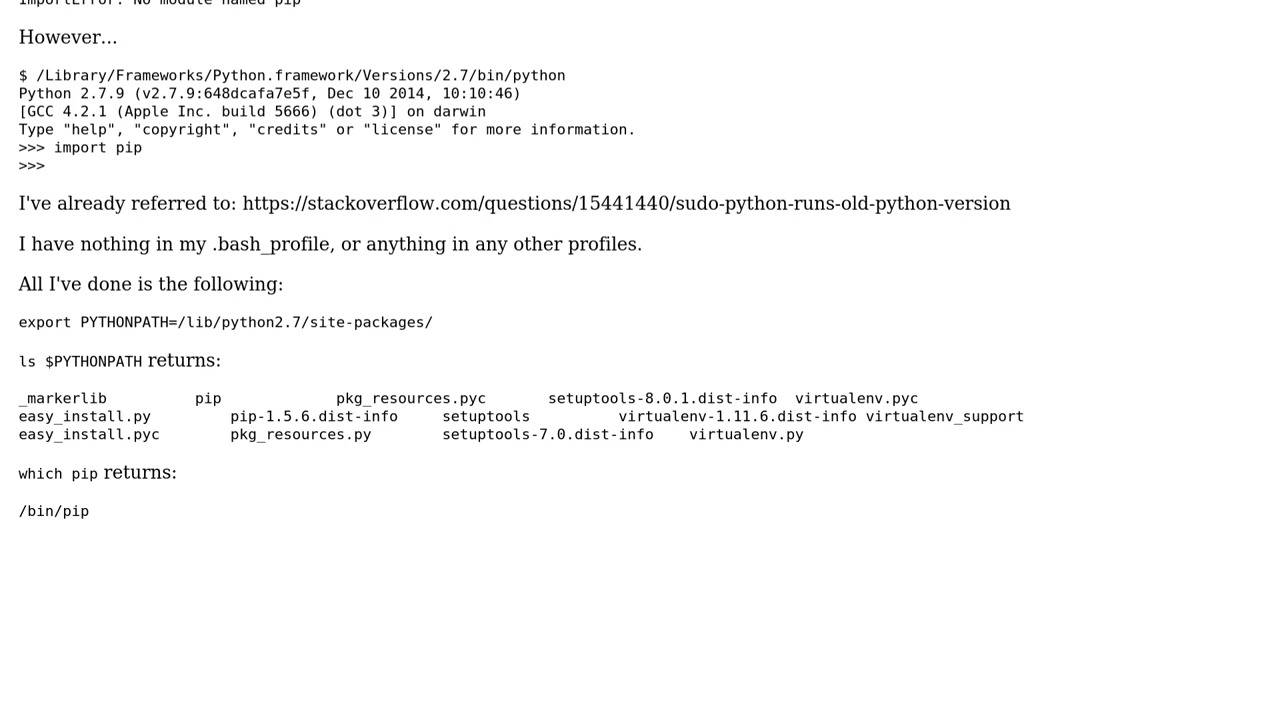 ImportError: No module named pip
However...
$ /Library/Frameworks/Python.framework/Versions/2.7/bin/python
Python 2.7.9 (v2.7.9:648dcafa7e5f, Dec 10 2014, 10:10:46)
[GCC 4.2.1 (Apple Inc. build 5666) (dot 3)] on darwin
Type "help", "copyright", "credits" or "license" for more information.
>>> import pip
>>>
I've already referred to: https://stackoverflow.com/questions/15441440/sudo-python-runs-old-python-version
I have nothing in my .bash_profile, or anything in any other profiles.
All I've done is the following:
export PYTHONPATH=/lib/python2.7/site-packages/
ls $PYTHONPATH returns:
_markerlib          pip             pkg_resources.pyc       setuptools-8.0.1.dist-info  virtualenv.pyc
easy_install.py         pip-1.5.6.dist-info     setuptools          virtualenv-1.11.6.dist-info virtualenv_support
easy_install.pyc        pkg_resources.py        setuptools-7.0.dist-info    virtualenv.py
which pip returns:
/bin/pip